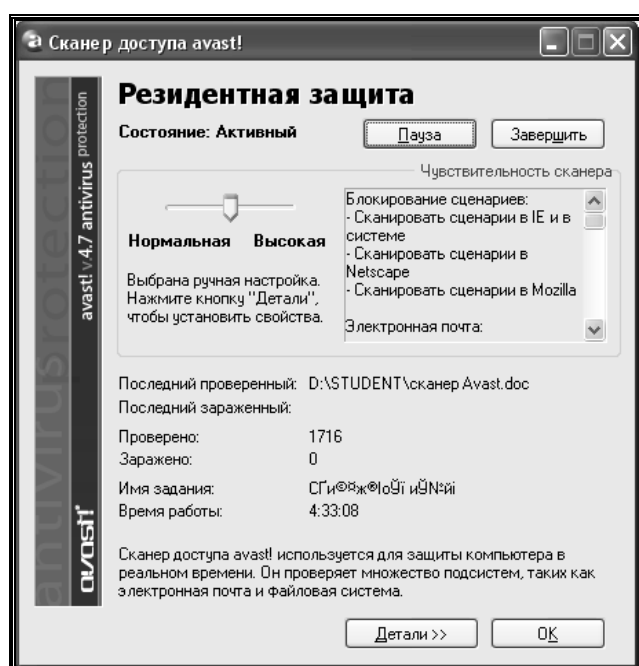 Сканер доступа avast!
Резидентная защита
Состояние: Активный
Пауза
Завершить
Чувствительность сканера
Нормальная Высокая
Выбрана ручная настройка.
Нажмите кнопку "Детали",
чтобы установить свойства.
Блокирование сценариев:
- Сканировать сценарии в IE и в
системе
- Сканировать сценарии в
Netscape
- Сканировать сценарии в Mozilla
Электронная почта:
Последний проверенный: D:\STUDENT\сканер Avast.doc
Последний зараженный:
Проверено: 1716
Заражено: 0
Имя задания:
Время работы: 4:33:08
Сканер доступа avast! используется для защиты компьютера в
реальном времени. Он проверяет множество подсистем, таких как
электронная почта и файловая система.
Детали >>
OK
avast! v4.7 antivirus protection
antivirusprotection
avast!